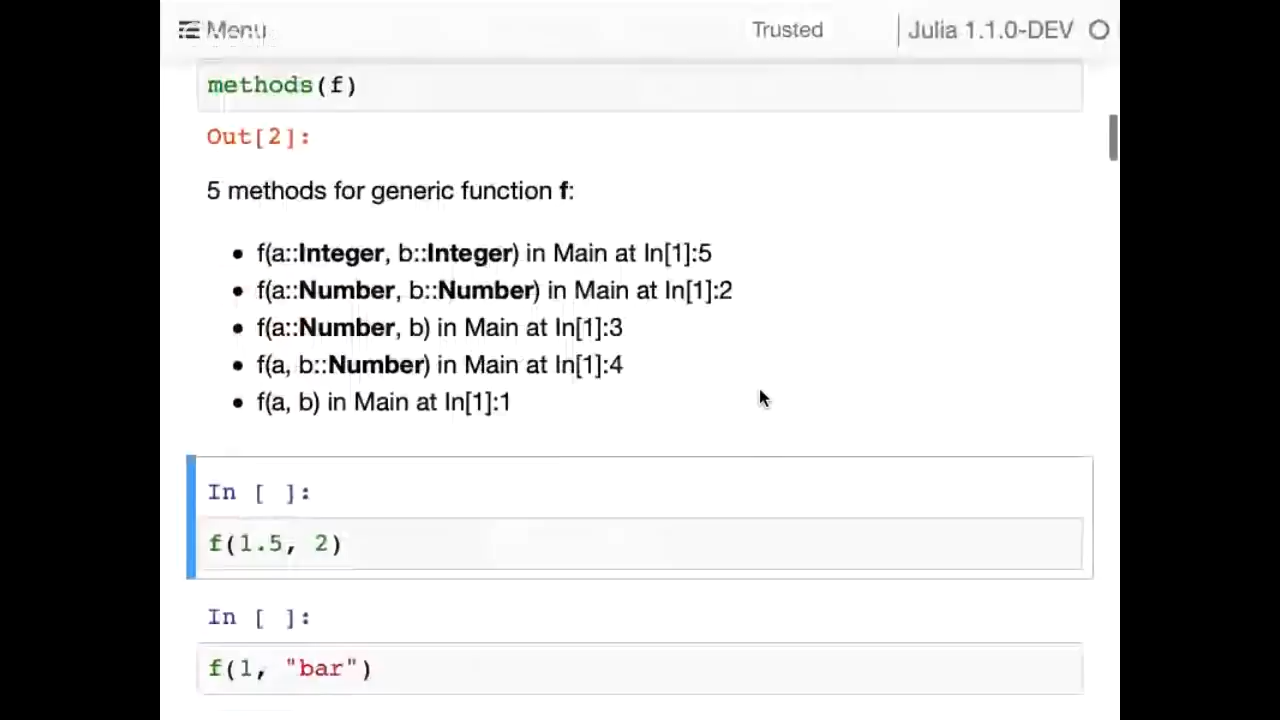 Menu Trusted Julia 1.1.0-DEV
methods(f)
Out[2]:
5 methods for generic function f:
f(a::Integer, b::Integer) in Main at In[1]:5
f(a::Number, b::Number) in Main at In[1]:2
f(a::Number, b) in Main at In[1]:3
f(a, b::Number) in Main at In[1]:4
f(a, b) in Main at In[1]:1
In [ ]:
f(1.5, 2)
In [ ]:
f(1, "bar")